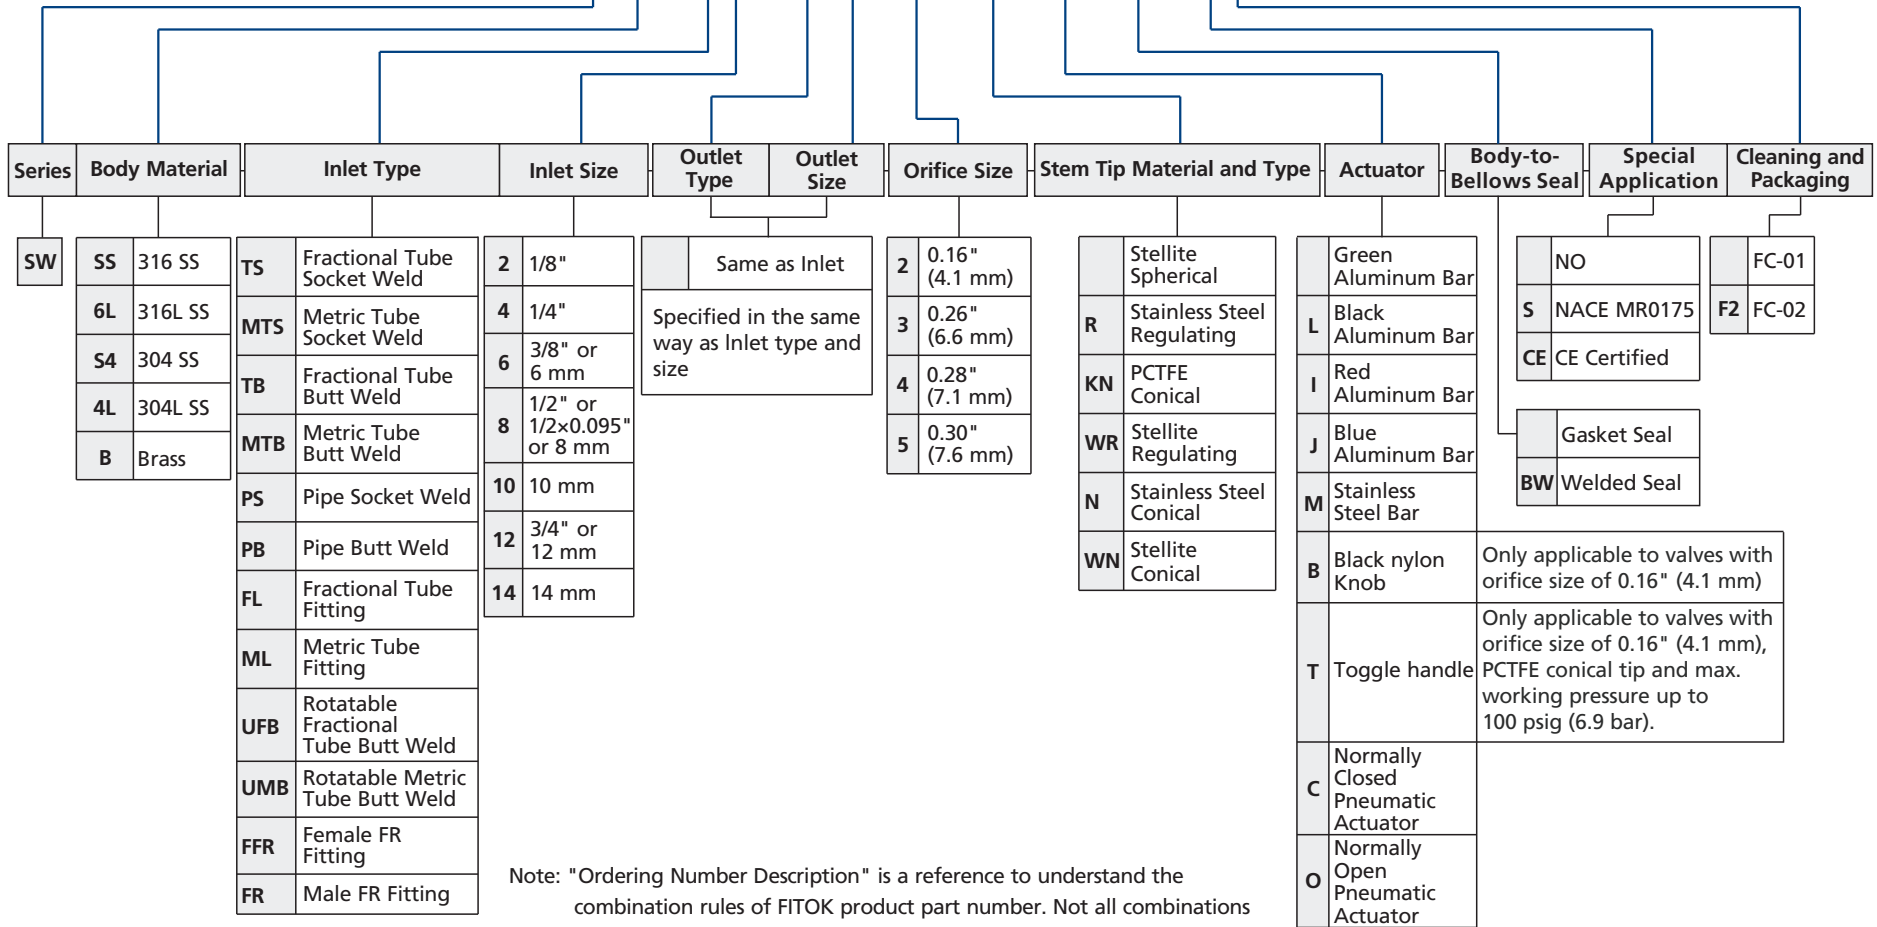 Series
Body Material
Inlet Type
Inlet Size
Outlet
Type
Outlet
Size
Orifice Size
Stem Tip Material and Type
Actuator
Body-to-
Bellows Seal
Special
Application
Cleaning and
Packaging
SW
SS 316 SS
6L 316L SS
S4 304 SS
4L 304L SS
B Brass
TS Fractional Tube
Socket Weld
MTS Metric Tube
Socket Weld
TB Fractional Tube
Butt Weld
MTB Metric Tube
Butt Weld
PS Pipe Socket Weld
PB Pipe Butt Weld
FL Fractional Tube
Fitting
ML Metric Tube
Fitting
UFB Rotatable
Fractional
Tube Butt Weld
UMB Rotatable Metric
Tube Butt Weld
FFR Female FR
Fitting
FR Male FR Fitting
2 1/8"
4 1/4"
6 3/8" or
6 mm
8 1/2" or
1/2×0.095"
or 8 mm
10 10 mm
12 3/4" or
12 mm
14 14 mm
Same as Inlet
Specified in the same
way as Inlet type and
size
2 0.16"
(4.1 mm)
3 0.26"
(6.6 mm)
4 0.28"
(7.1 mm)
5 0.30"
(7.6 mm)
Stellite
Spherical
R Stainless Steel
Regulating
KN PCTFE
Conical
WR Stellite
Regulating
N Stainless Steel
Conical
WN Stellite
Conical
Green
Aluminum Bar
L Black
Aluminum Bar
I Red
Aluminum Bar
J Blue
Aluminum Bar
M Stainless
Steel Bar
B Black nylon
Knob
Only applicable to valves with
orifice size of 0.16" (4.1 mm)
T Toggle handle
Only applicable to valves with
orifice size of 0.16" (4.1 mm),
PCTFE conical tip and max.
working pressure up to
100 psig (6.9 bar).
C Normally
Closed
Pneumatic
Actuator
O Normally
Open
Pneumatic
Actuator
NO
S NACE MR0175
CE CE Certified
Gasket Seal
BW Welded Seal
FC-01
F2 FC-02
Note: "Ordering Number Description" is a reference to understand the
combination rules of FITOK product part number. Not all combinations